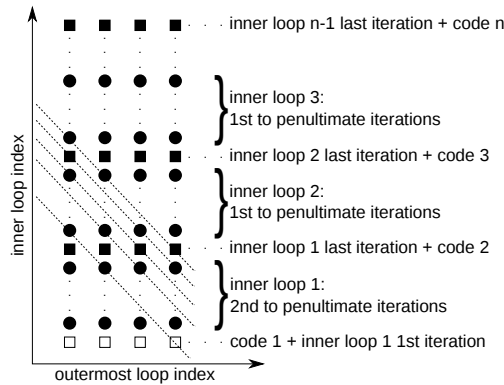 inner loop n-1 last iteration + code n
inner loop 3:
1st to penultimate iterations
inner loop 2 last iteration + code 3
inner loop 2:
1st to penultimate iterations
inner loop 1 last iteration + code 2
inner loop 1:
2nd to penultimate iterations
code 1 + inner loop 1 1st iteration
inner loop index
outermost loop index